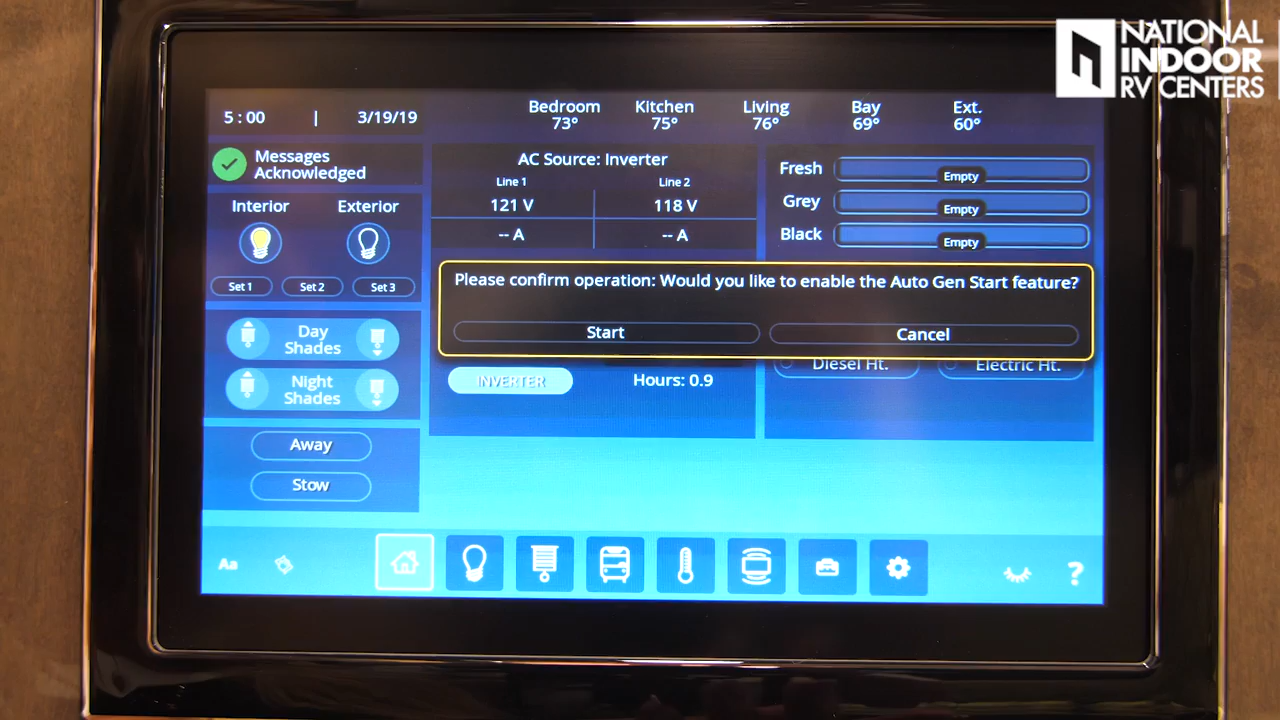 NATIONAL
INDOOR
RV CENTERS
5:00 | 3/19/19
Bedroom
73°
Kitchen
75°
Living
76°
Bay
69°
Ext.
60°
Messages
Acknowledged
Interior
Exterior
Set 1
Set 2
Set 3
Day
Shades
Night
Shades
Away
Stow
AC Source: Inverter
Line 1
Line 2
121 V
118 V
-- A
-- A
Fresh
Empty
Grey
Empty
Black
Empty
Please confirm operation: Would you like to enable the Auto Gen Start feature?
Start
Cancel
INVERTER
Hours: 0.9
Diesel Ht.
Electric Ht.
Aa
?